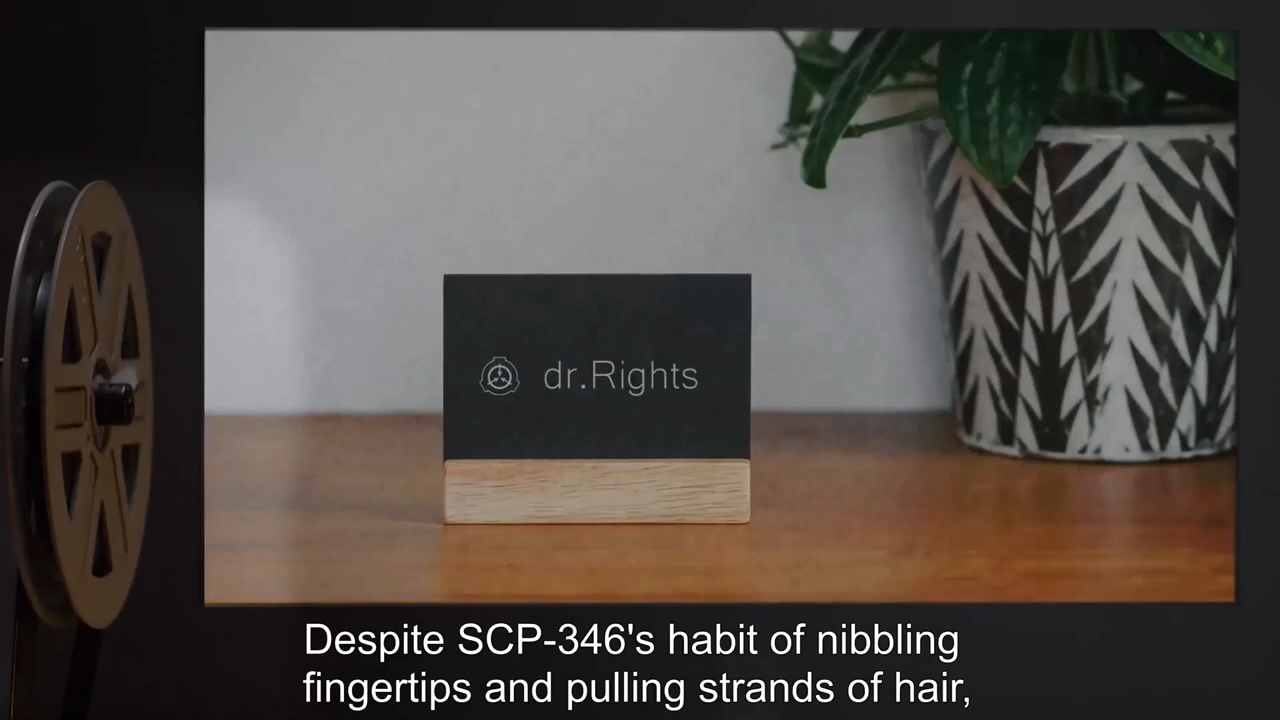 dr.Rights
Despite SCP-346's habit of nibbling
fingertips and pulling strands of hair,